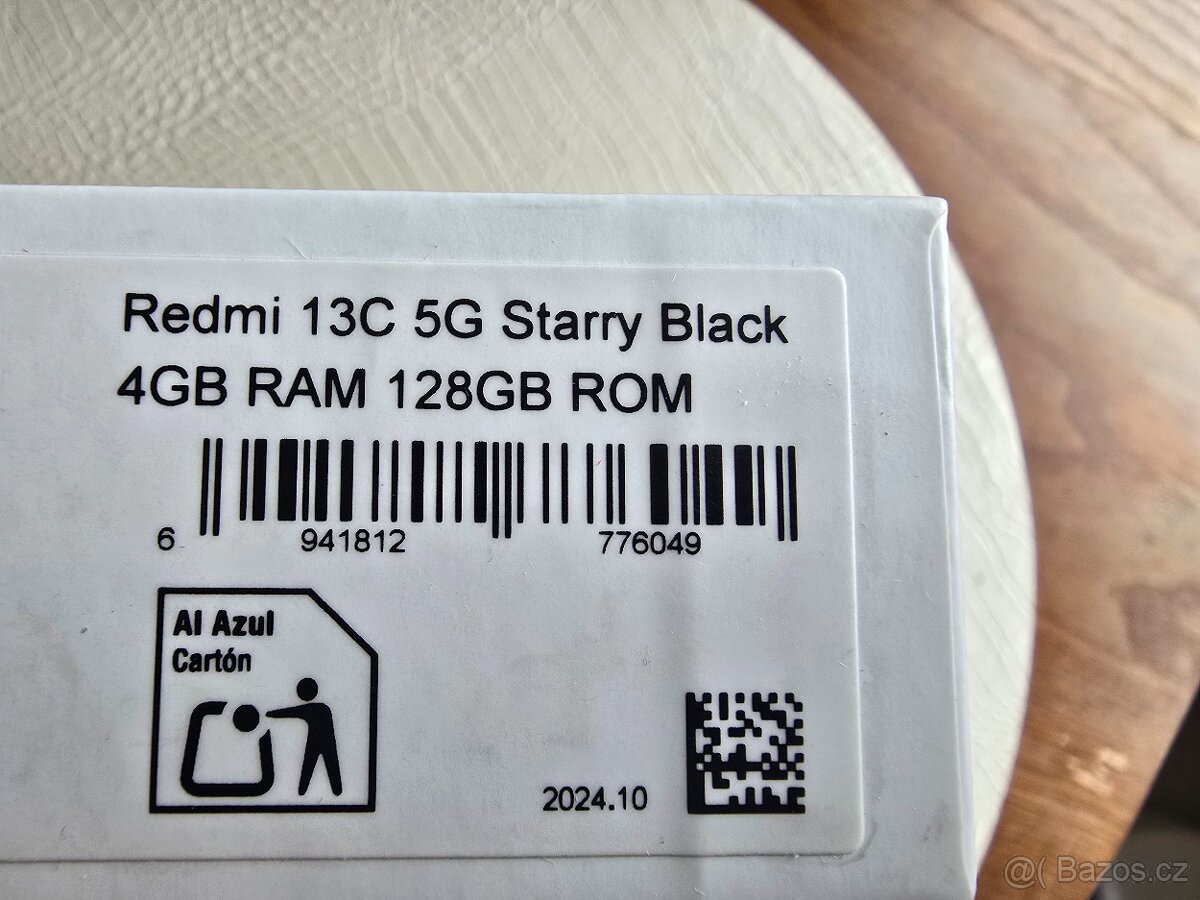 Redmi 13C 5G Starry Black
4GB RAM 128GB ROM
6 941812 776049
Al Azul
Cartón
2024.10
@( Bazos.cz